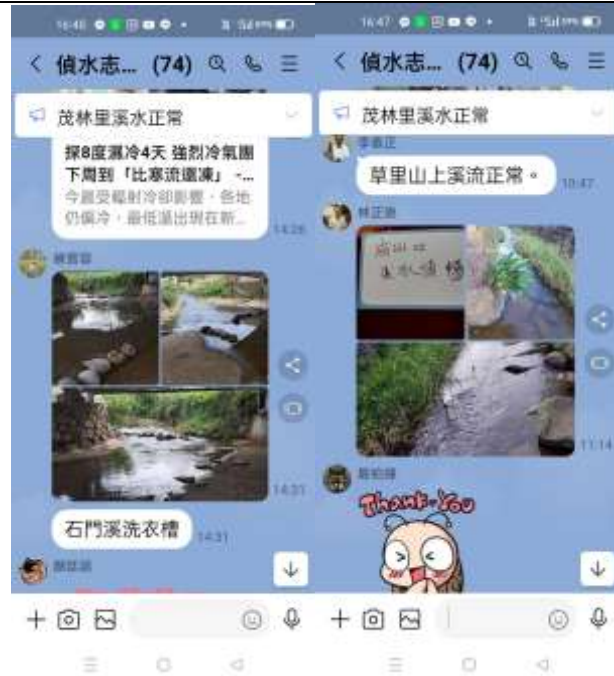 偵水志... (74)
茂林里溪水正常
探8度濕冷4天 強烈冷氣團
下周到 「比寒流還凍」 -...
今晨受輻射冷卻影響，各地
仍偏冷，最低溫出現在新...
14:26
14:31
石門溪洗衣槽
14:31
16:47
偵水志... (74)
茂林里溪水正常
草里山上溪流正常。
10:47
11:14
Thank-You